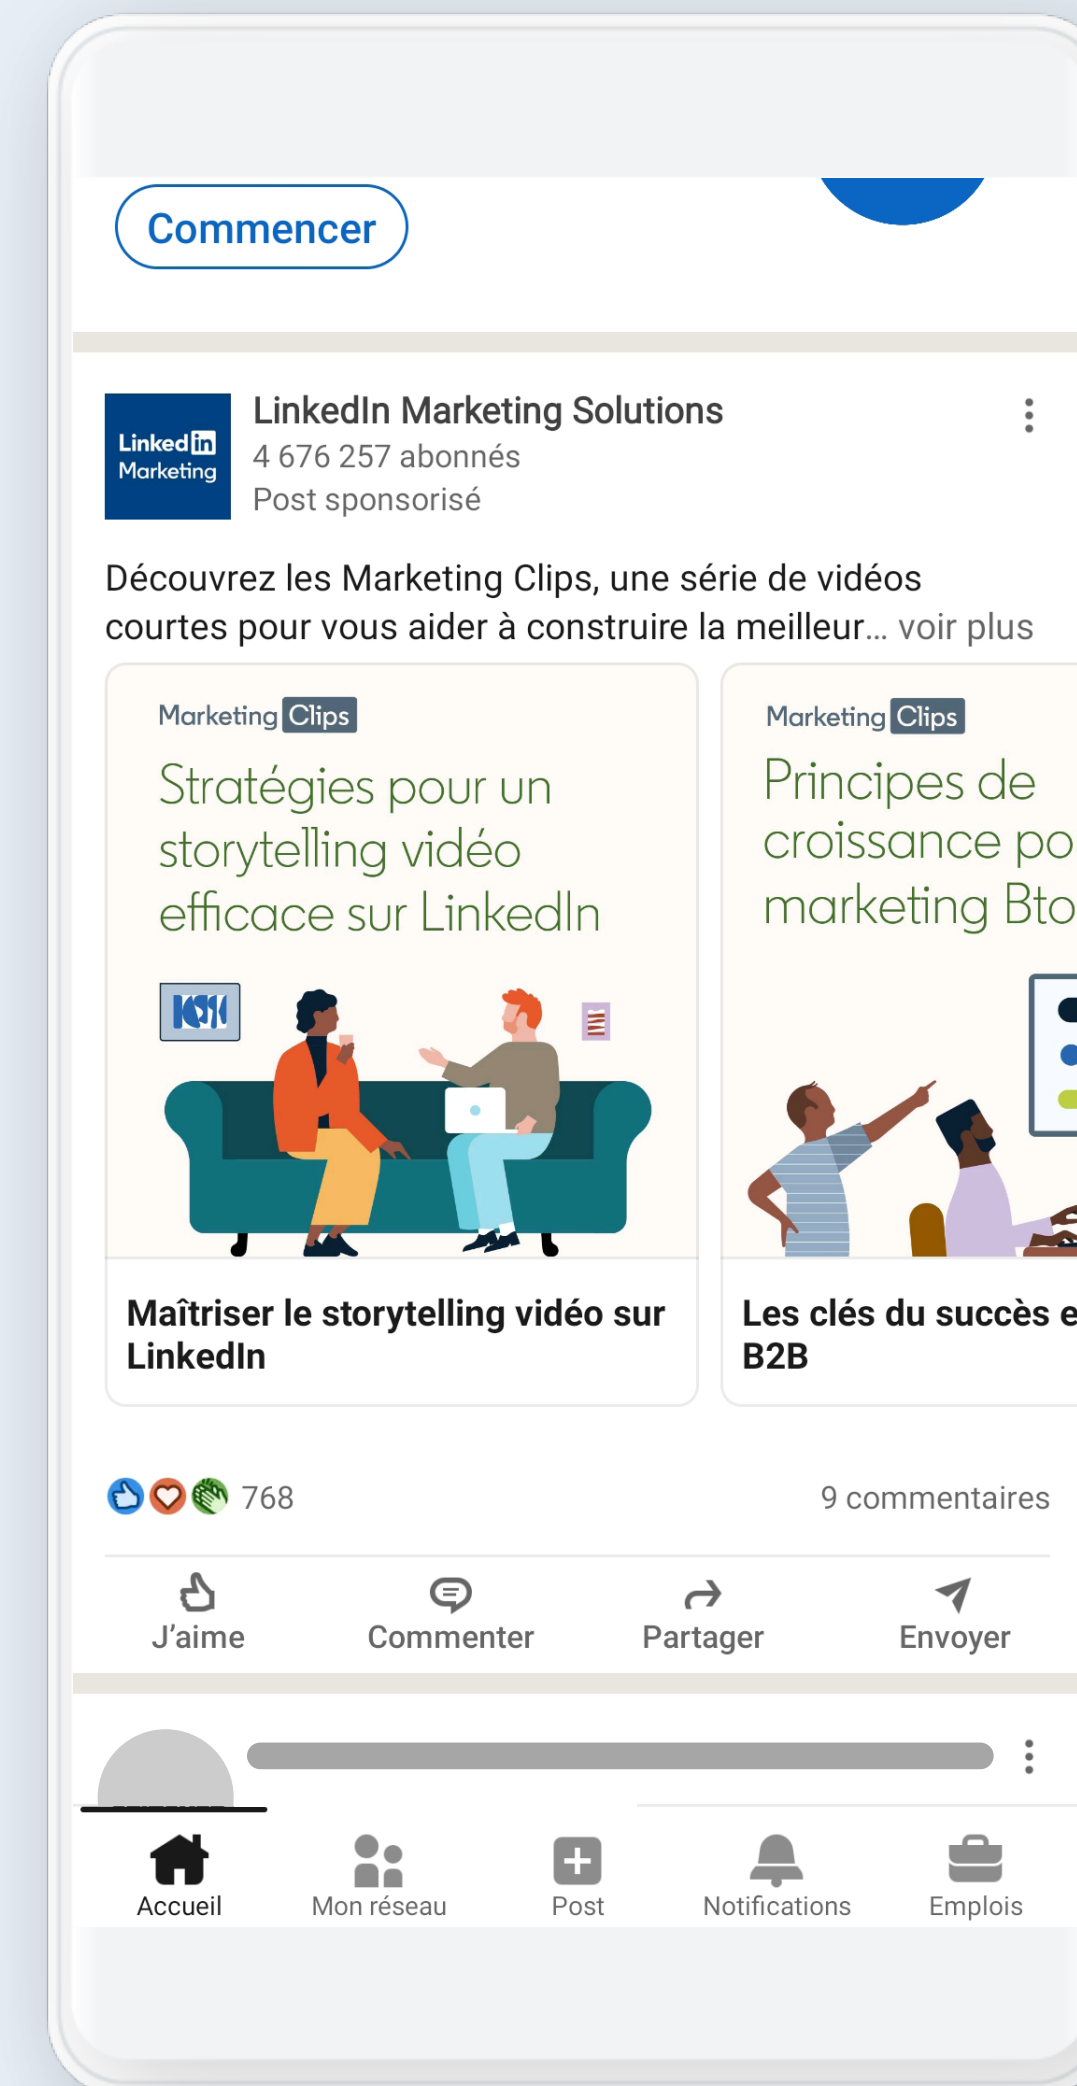 Commencer
LinkedIn Marketing Solutions
Linked in
Marketing
4 676 257 abonnés
Post sponsorisé
Découvrez les Marketing Clips, une série de vidéos
courtes pour vous aider à construire la meilleur... voir plus
Marketing Clips
Stratégies pour un
storytelling vidéo
efficace sur LinkedIn
Maîtriser le storytelling vidéo sur
LinkedIn
Marketing Clips
Principes de
croissance po
marketing Bto
Les clés du succès e
B2B
768
9 commentaires
J'aime
Commenter
Partager
Envoyer
Accueil
Mon réseau
Post
Notifications
Emplois